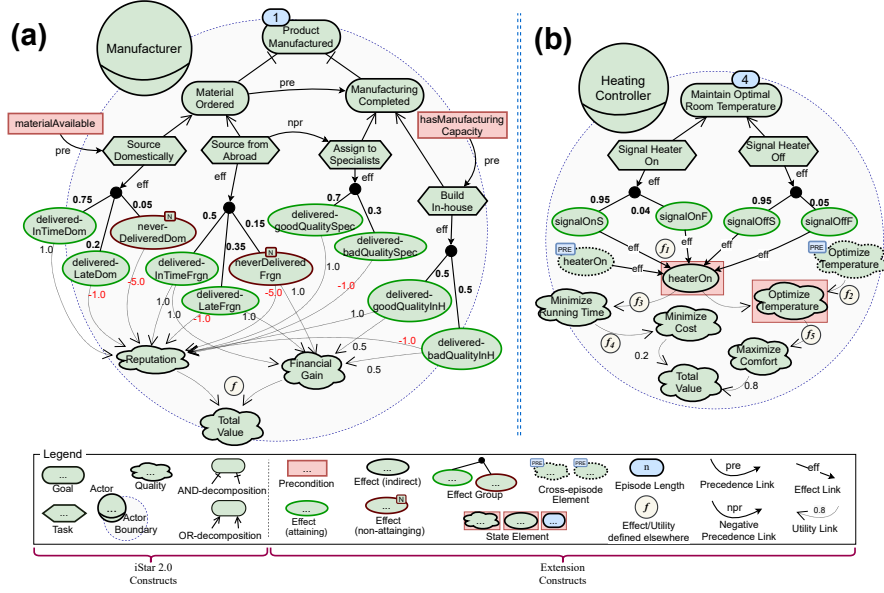 (a)
Manufacturer
1
Product
Manufactured
Material
Ordered
pre
Manufacturing
Completed
materialAvailable
pre
hasManufacturing
Capacity
pre
npr
Source
Domestically
Source from
Abroad
Assign to
Specialists
Build
In-house
eff
eff
eff
eff
0.75
0.2
0.05
0.5
0.35
0.15
0.7
0.3
0.5
0.5
delivered-
InTimeDom
N
never-
DeliveredDom
delivered-
LateDom
delivered-
InTimeFrgn
N
neverDelivered
Frgn
delivered-
LateFrgn
delivered-
goodQualitySpec
delivered-
badQualitySpec
delivered-
goodQualityInH
delivered-
badQualityInH
1.0
-1.0
-5.0
1.0
1.0
-1.0
1.0
-5.0
1.0
1.0
-1.0
1.0
0.5
-1.0
0.5
Reputation
Financial
Gain
f
Total
Value
(b)
Heating
Controller
4
Maintain Optimal
Room Temperature
Signal Heater
On
Signal Heater
Off
eff
eff
0.95
0.04
0.95
0.05
signalOnS
signalOnF
signalOffS
signalOffF
PRE
heaterOn
eff
eff
eff
eff
eff
f1
heaterOn
PRE
Optimize
Temperature
f2
Optimize
Temperature
f3
Minimize
Running Time
f4
Minimize
Cost
f5
Maximize
Comfort
0.2
0.8
Total
Value
Legend
...
Goal
...
Task
...
Quality
Actor
...
Actor
Boundary
AND-decomposition
OR-decomposition
...
Precondition
...
Effect
(attaining)
...
Effect (indirect)
N
...
Effect
(non-attainging)
...
...
Effect Group
... ... ...
State Element
PRE
...
PRE
...
Cross-episode
Element
n
Episode Length
f
Effect/Utility
defined elsewhere
pre
Precedence Link
npr
Negative
Precedence Link
eff
Effect Link
0.8
Utility Link
iStar 2.0
Constructs
Extension
Constructs